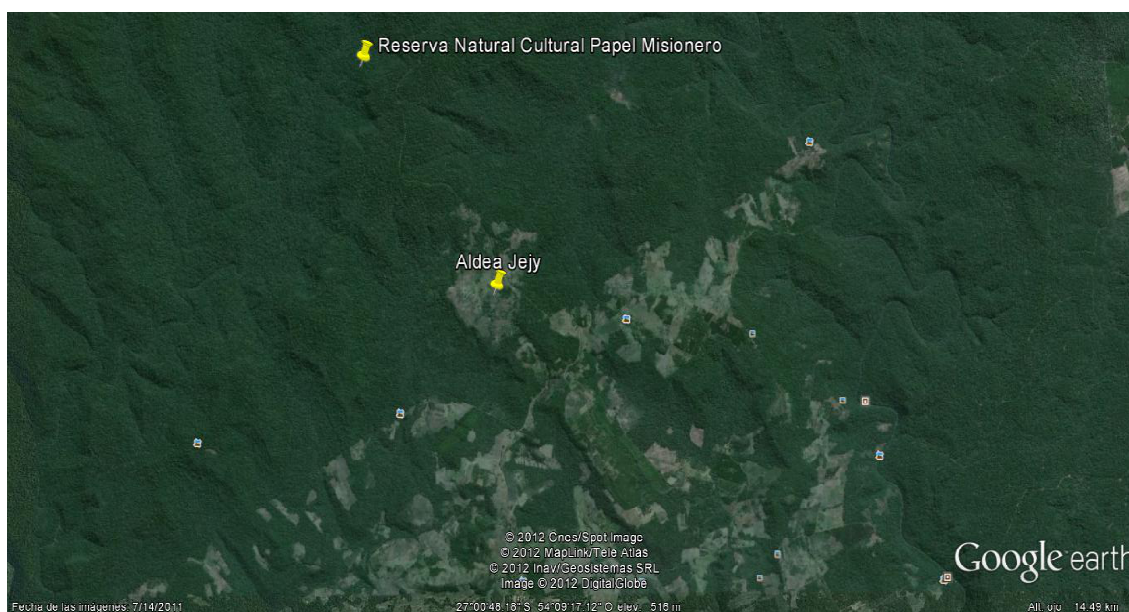 Reserva Natural Cultural Papel Misionero
Aldea Jejy
© 2012 Cnes/Spot Image
© 2012 MapLink/Tele Atlas
© 2012 Inav/Geosistemas SRL
Image © 2012 DigitalGlobe
Google earth
Fecha de las imágenes: 7/14/2011
27°00'48.16" S, 54°09'17.12" O elev. 516 m
Alt. ojo 14.49 km